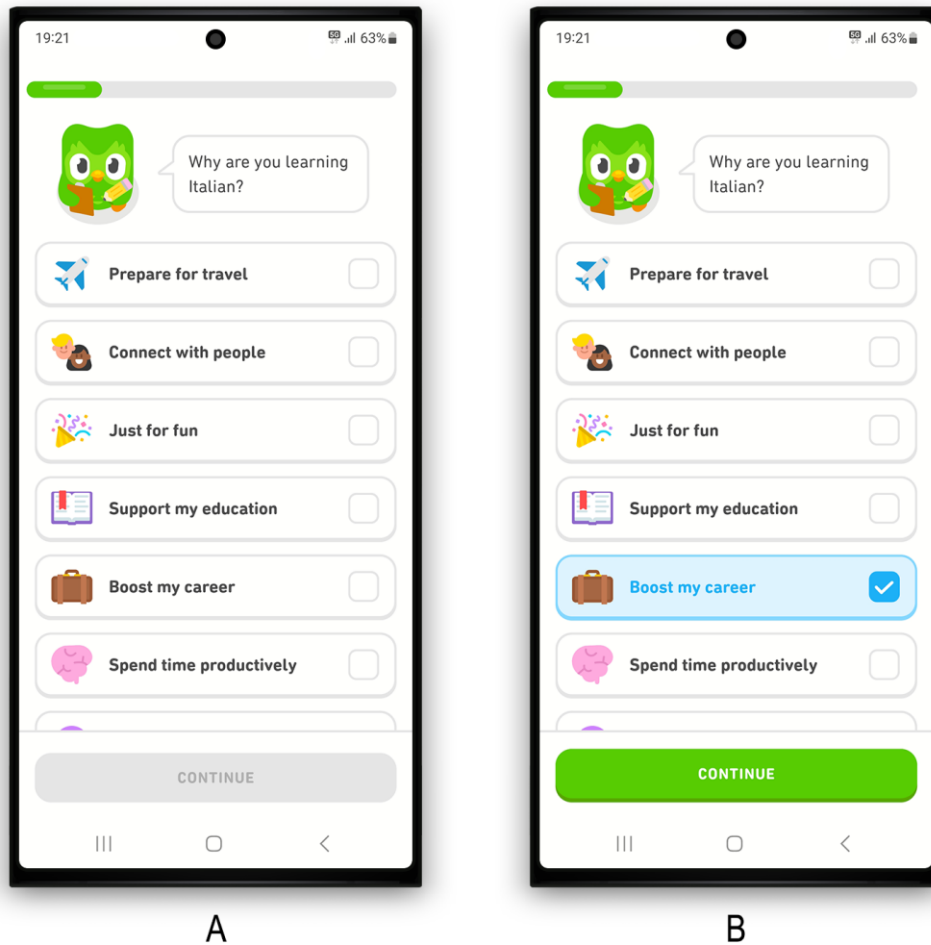 19:21
5G 63%
Why are you learning
Italian?
Prepare for travel
Connect with people
Just for fun
Support my education
Boost my career
Spend time productively
CONTINUE
A
19:21
5G 63%
Why are you learning
Italian?
Prepare for travel
Connect with people
Just for fun
Support my education
Boost my career
Spend time productively
CONTINUE
B